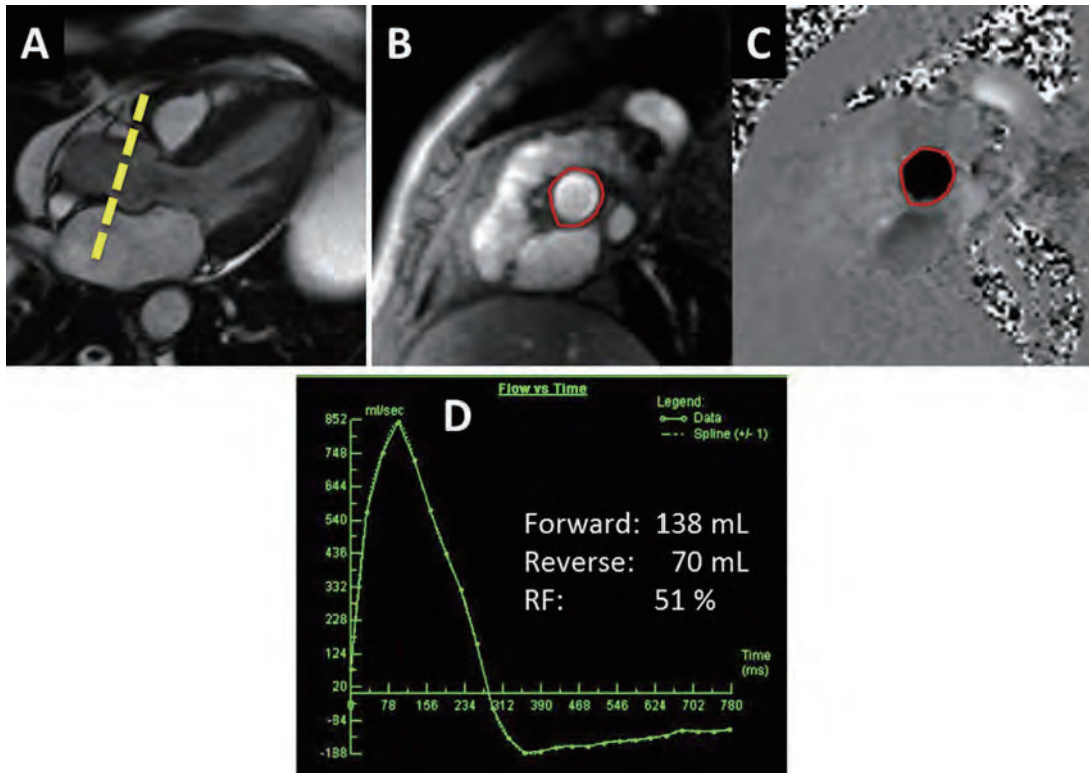 A
B
C
D
Flow vs Time
ml/sec
Legend:
Data
Spline (+/- 1)
852
748
644
540
436
332
228
124
20
-84
-188
Forward: 138 mL
Reverse: 70 mL
RF: 51 %
Time
(ms)
0 78 156 234 312 390 468 546 624 702 780